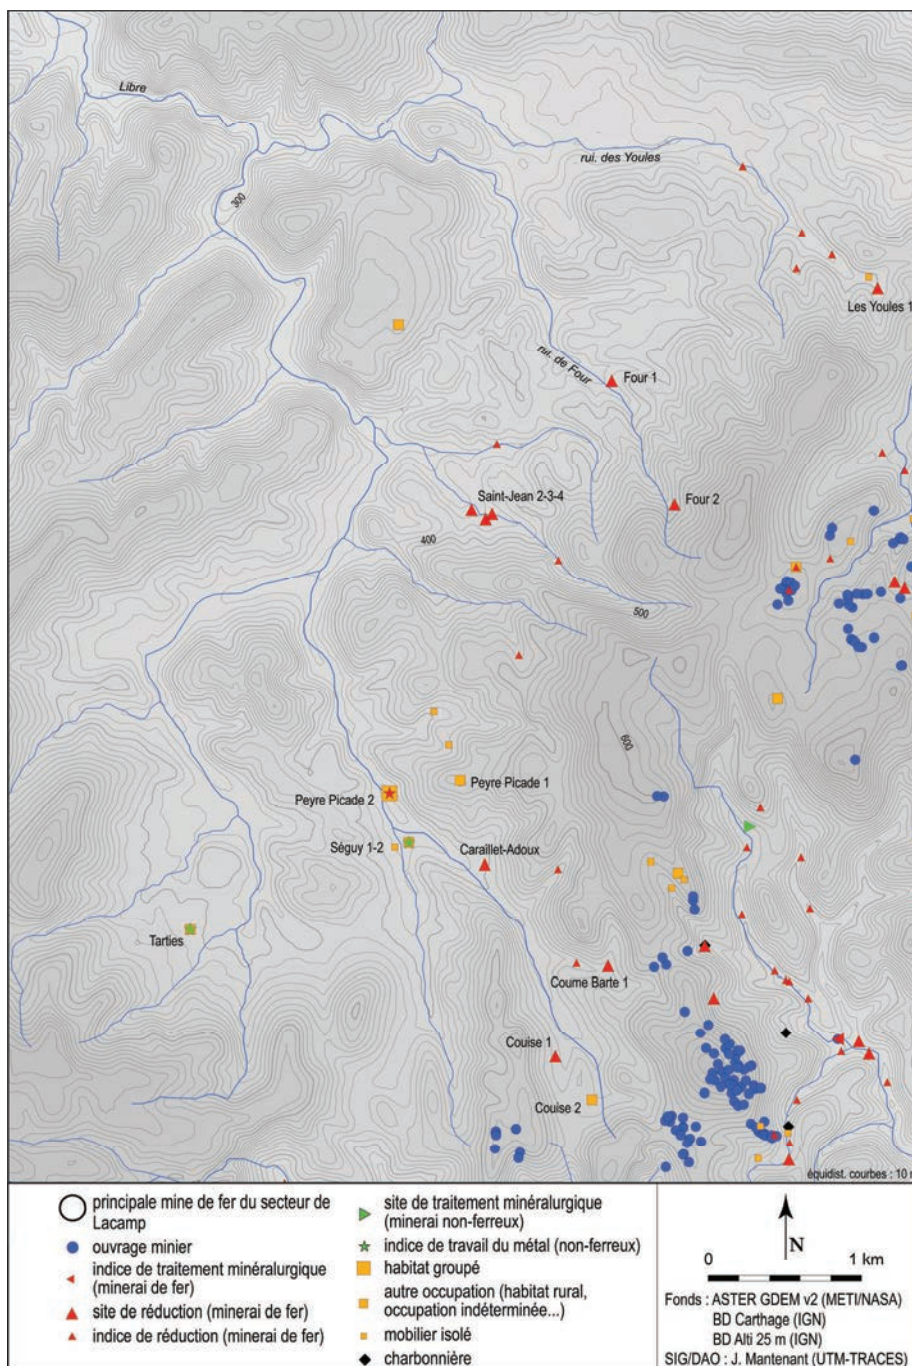 Libre
rui. des Youles
300
Les Youles 1
rui. de Four
Four 1
Saint-Jean 2-3-4
Four 2
400
500
600
Peyre Picade 1
Peyre Picade 2
Séguy 1-2
Caraillet-Adoux
Tarties
Coume Barte 1
Couise 1
Couise 2
équidist. courbes : 10 m
principale mine de fer du secteur de
Lacamp
ouvrage minier
indice de traitement minéralurgique
(minerai de fer)
site de réduction (minerai de fer)
indice de réduction (minerai de fer)
site de traitement minéralurgique
(minerai non-ferreux)
indice de travail du métal (non-ferreux)
habitat groupé
autre occupation (habitat rural,
occupation indéterminée...)
mobilier isolé
charbonnière
N
0 1 km
Fonds : ASTER GDEM v2 (METI/NASA)
BD Carthage (IGN)
BD Alti 25 m (IGN)
SIG/DAO : J. Mantenant (UTM-TRACES)